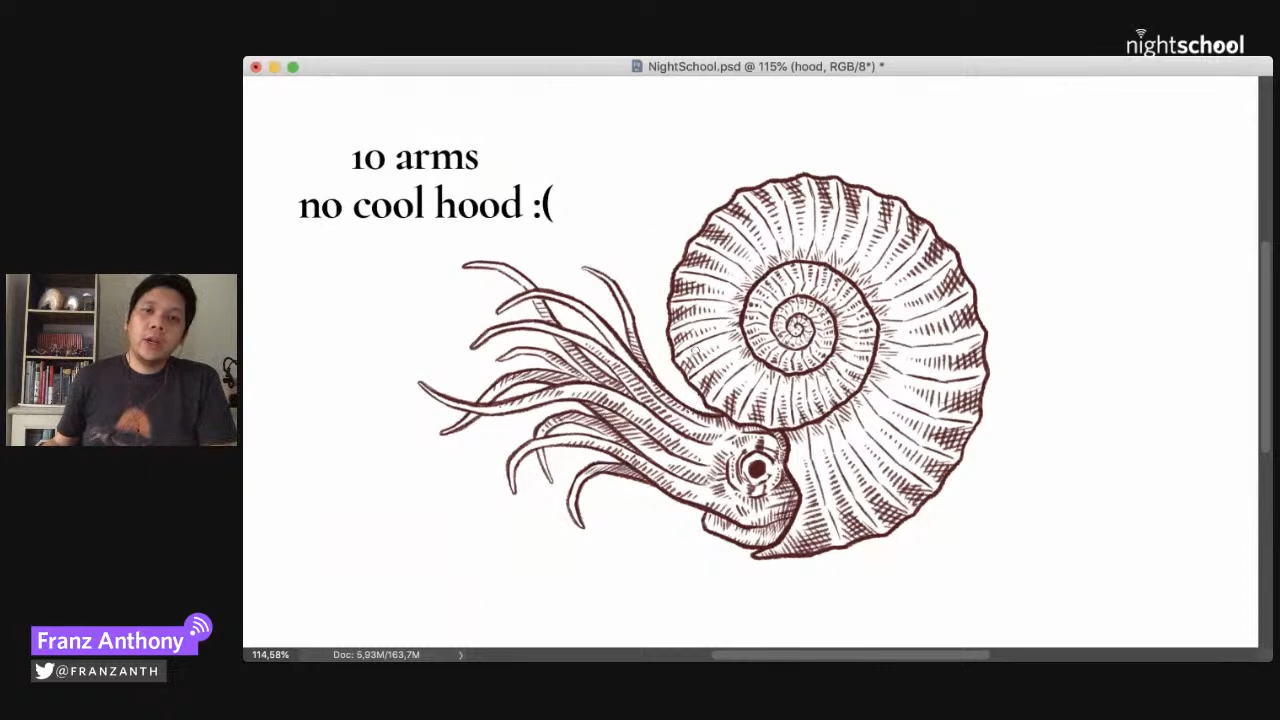 nightschool
NightSchool.psd @ 115% (hood, RGB/8*) *
10 arms
no cool hood :(
Franz Anthony
@FRANZANTH
114,58%
Doc: 5,93M/163,7M